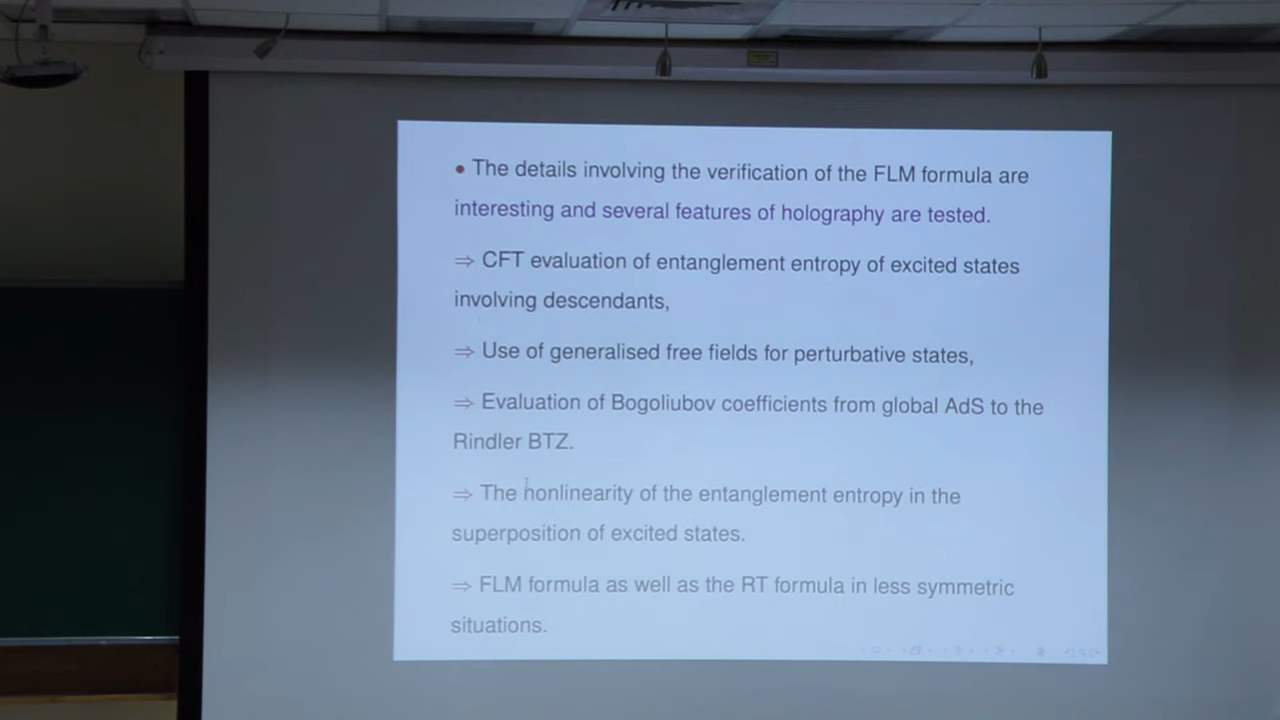 • The details involving the verification of the FLM formula are
interesting and several features of holography are tested.
⇒ CFT evaluation of entanglement entropy of excited states
involving descendants,
⇒ Use of generalised free fields for perturbative states,
⇒ Evaluation of Bogoliubov coefficients from global AdS to the
Rindler BTZ.
⇒ The nonlinearity of the entanglement entropy in the
superposition of excited states.
⇒ FLM formula as well as the RT formula in less symmetric
situations.